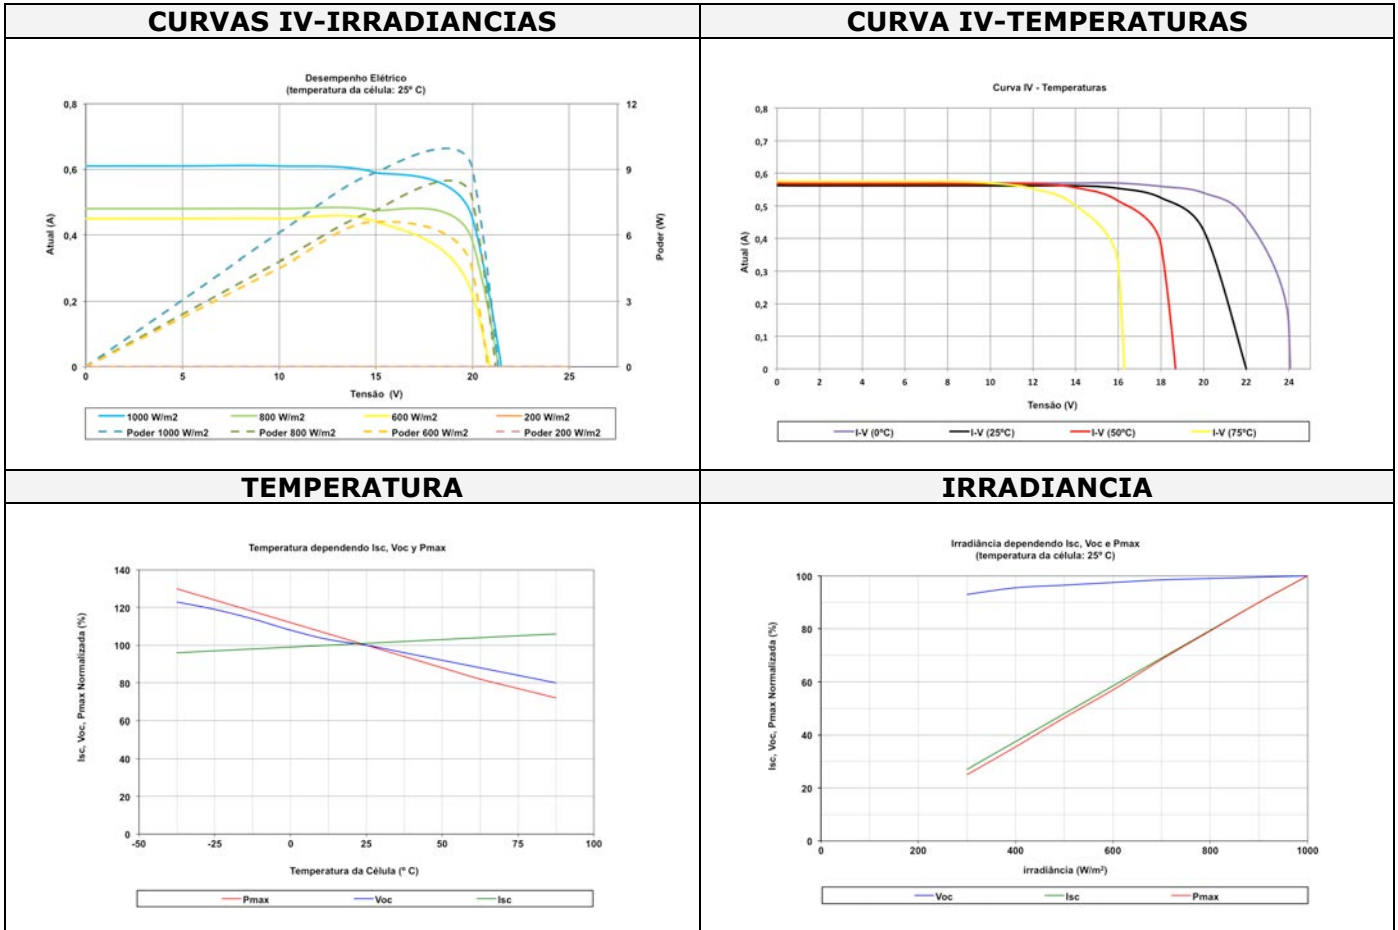 CURVAS IV-IRRADIANCIAS
CURVA IV-TEMPERATURAS
Desempenho Elétrico
(temperatura da célula: 25º C)
0,8
0,6
0,4
0,2
0
Atual (A)
12
9
6
3
0
Poder (W)
0 5 10 15 20 25
Tensão (V)
1000 W/m2 800 W/m2 600 W/m2 200 W/m2
Poder 1000 W/m2 Poder 800 W/m2 Poder 600 W/m2 Poder 200 W/m2
Curva IV - Temperaturas
0,8
0,7
0,6
0,5
0,4
0,3
0,2
0,1
0
Atual (A)
0 2 4 6 8 10 12 14 16 18 20 22 24
Tensão (V)
I-V (0ºC) I-V (25ºC) I-V (50ºC) I-V (75ºC)
TEMPERATURA
IRRADIANCIA
Temperatura dependendo Isc, Voc y Pmax
140
120
100
80
60
40
20
0
Isc, Voc, Pmax Normalizada (%)
-50 -25 0 25 50 75 100
Temperatura da Célula (º C)
Pmax Voc Isc
Irradiância dependendo Isc, Voc e Pmax
(temperatura da célula: 25º C)
100
80
60
40
20
0
Isc, Voc, Pmax Normalizada (%)
0 200 400 600 800 1000
irradiância (W/m²)
Voc Isc Pmax